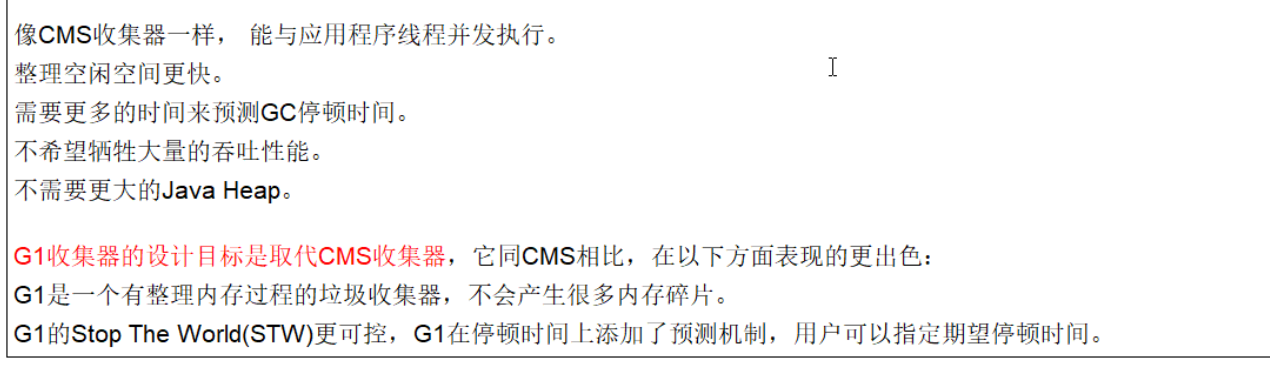 像CMS收集器一样， 能与应用程序线程并发执行。
整理空闲空间更快。
需要更多的时间来预测GC停顿时间。
不希望牺牲大量的吞吐性能。
不需要更大的Java Heap。
G1收集器的设计目标是取代CMS收集器，它同CMS相比，在以下方面表现的更出色：
G1是一个有整理内存过程的垃圾收集器，不会产生很多内存碎片。
G1的Stop The World(STW)更可控，G1在停顿时间上添加了预测机制，用户可以指定期望停顿时间。